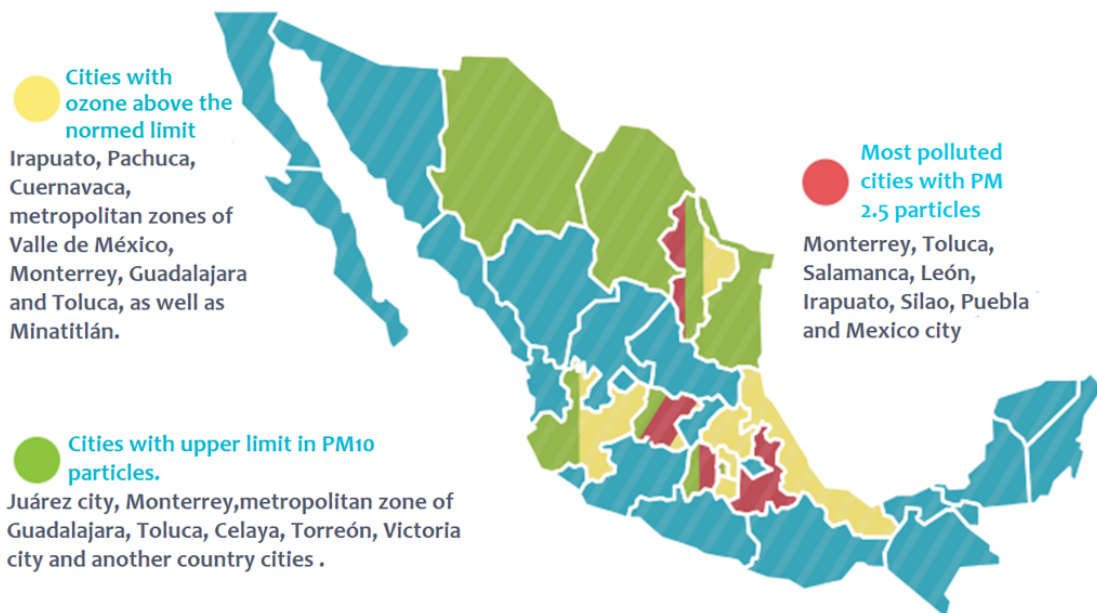 Cities with
ozone above the
normed limit
Irapuato, Pachuca,
Cuernavaca,
metropolitan zones of
Valle de México,
Monterrey, Guadalajara
and Toluca, as well as
Minatitlán.
Most polluted
cities with PM
2.5 particles
Monterrey, Toluca,
Salamanca, León,
Irapuato, Silao, Puebla
and Mexico city
Cities with upper limit in PM10
particles.
Juárez city, Monterrey,metropolitan zone of
Guadalajara, Toluca, Celaya, Torreón, Victoria
city and another country cities .